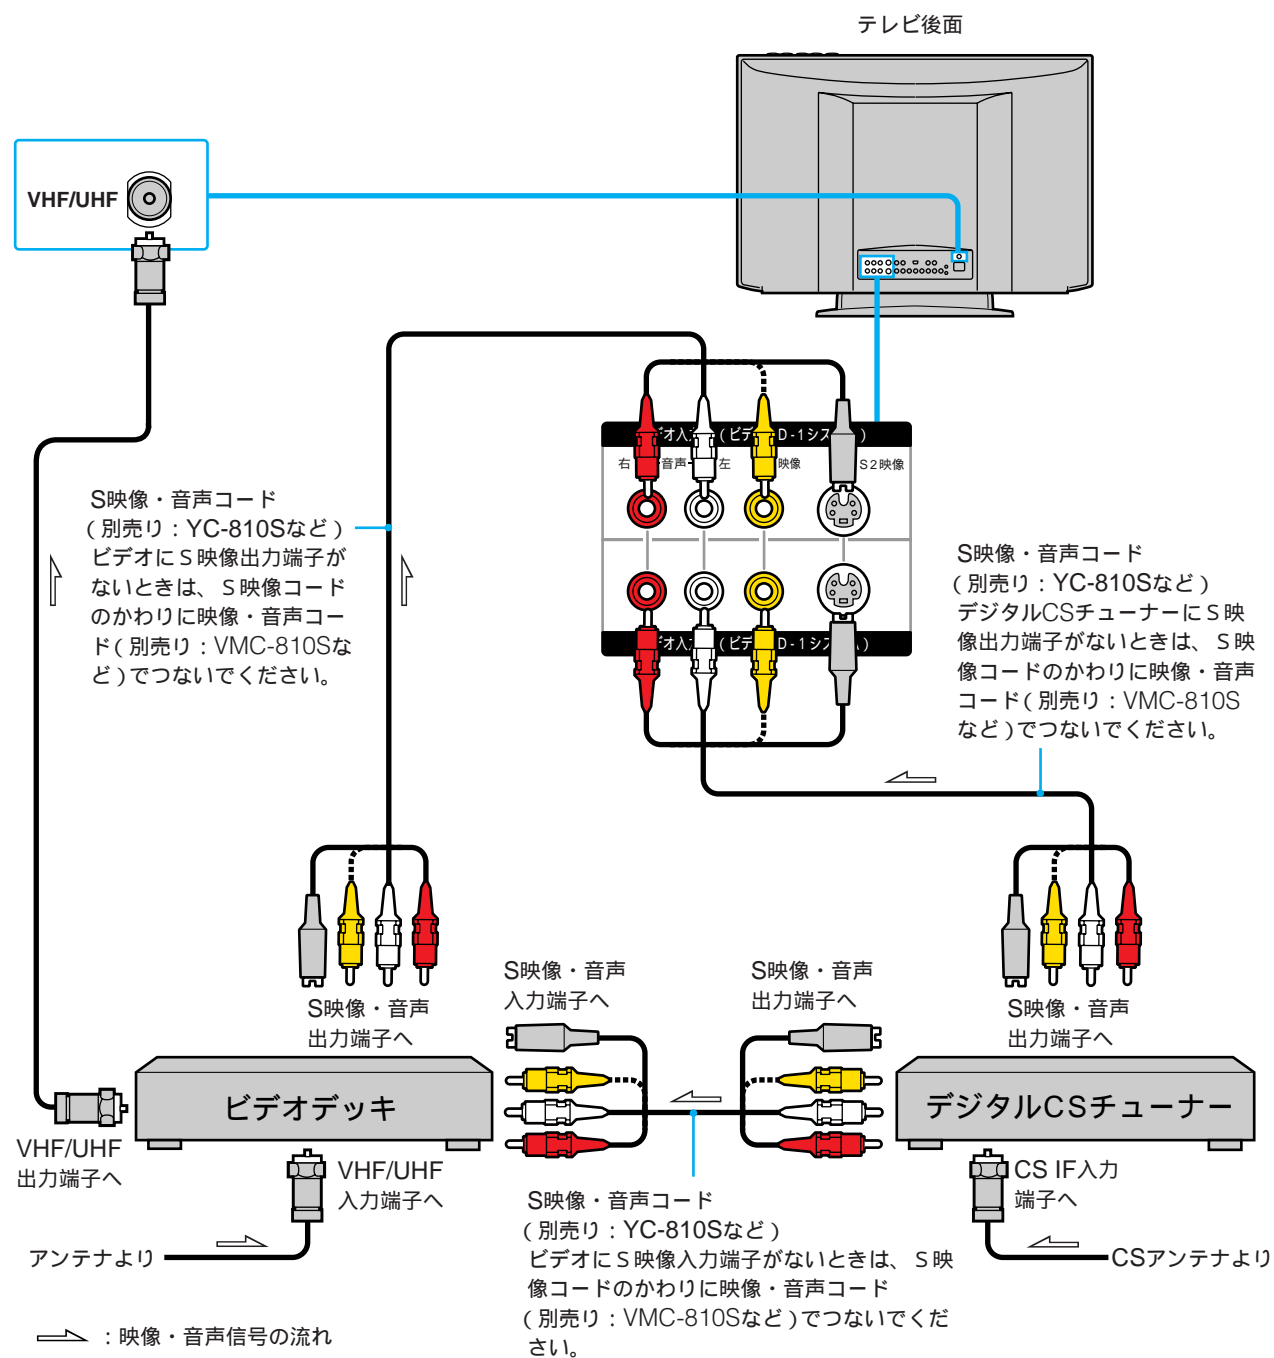 テレビ後面
VHF/UHF
右
音声
左
映像
S2映像
S映像・音声コード
(別売り：YC-810Sなど)
ビデオにS映像出力端子が
ないときは、S映像コード
のかわりに映像・音声コー
ド(別売り：VMC-810Sな
ど)でつないでください。
S映像・音声コード
(別売り：YC-810Sなど)
デジタルCSチューナーにS映
像出力端子がないときは、S映
像コードのかわりに映像・音声
コード(別売り：VMC-810S
など)でつないでください。
S映像・音声
出力端子へ
S映像・音声
入力端子へ
S映像・音声
出力端子へ
S映像・音声
出力端子へ
ビデオデッキ
デジタルCSチューナー
VHF/UHF
出力端子へ
VHF/UHF
入力端子へ
CS IF入力
端子へ
アンテナより
CSアンテナより
S映像・音声コード
(別売り：YC-810Sなど)
ビデオにS映像入力端子がないときは、S映
像コードのかわりに映像・音声コード
(別売り：VMC-810Sなど)でつないでくだ
さい。
：映像・音声信号の流れ